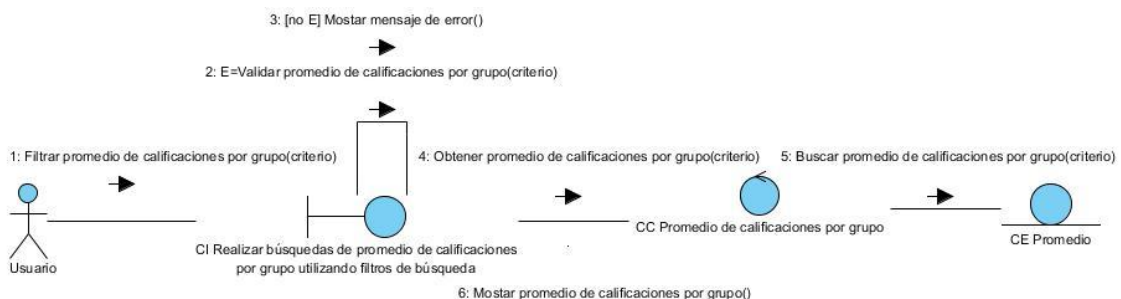 3: [no E] Mostar mensaje de error()
2: E=Validar promedio de calificaciones por grupo(criterio)
1: Filtrar promedio de calificaciones por grupo(criterio)
4: Obtener promedio de calificaciones por grupo(criterio)
5: Buscar promedio de calificaciones por grupo(criterio)
Usuario
CI Realizar búsquedas de promedio de calificaciones
por grupo utilizando filtros de búsqueda
CC Promedio de calificaciones por grupo
CE Promedio
6: Mostar promedio de calificaciones por grupo()